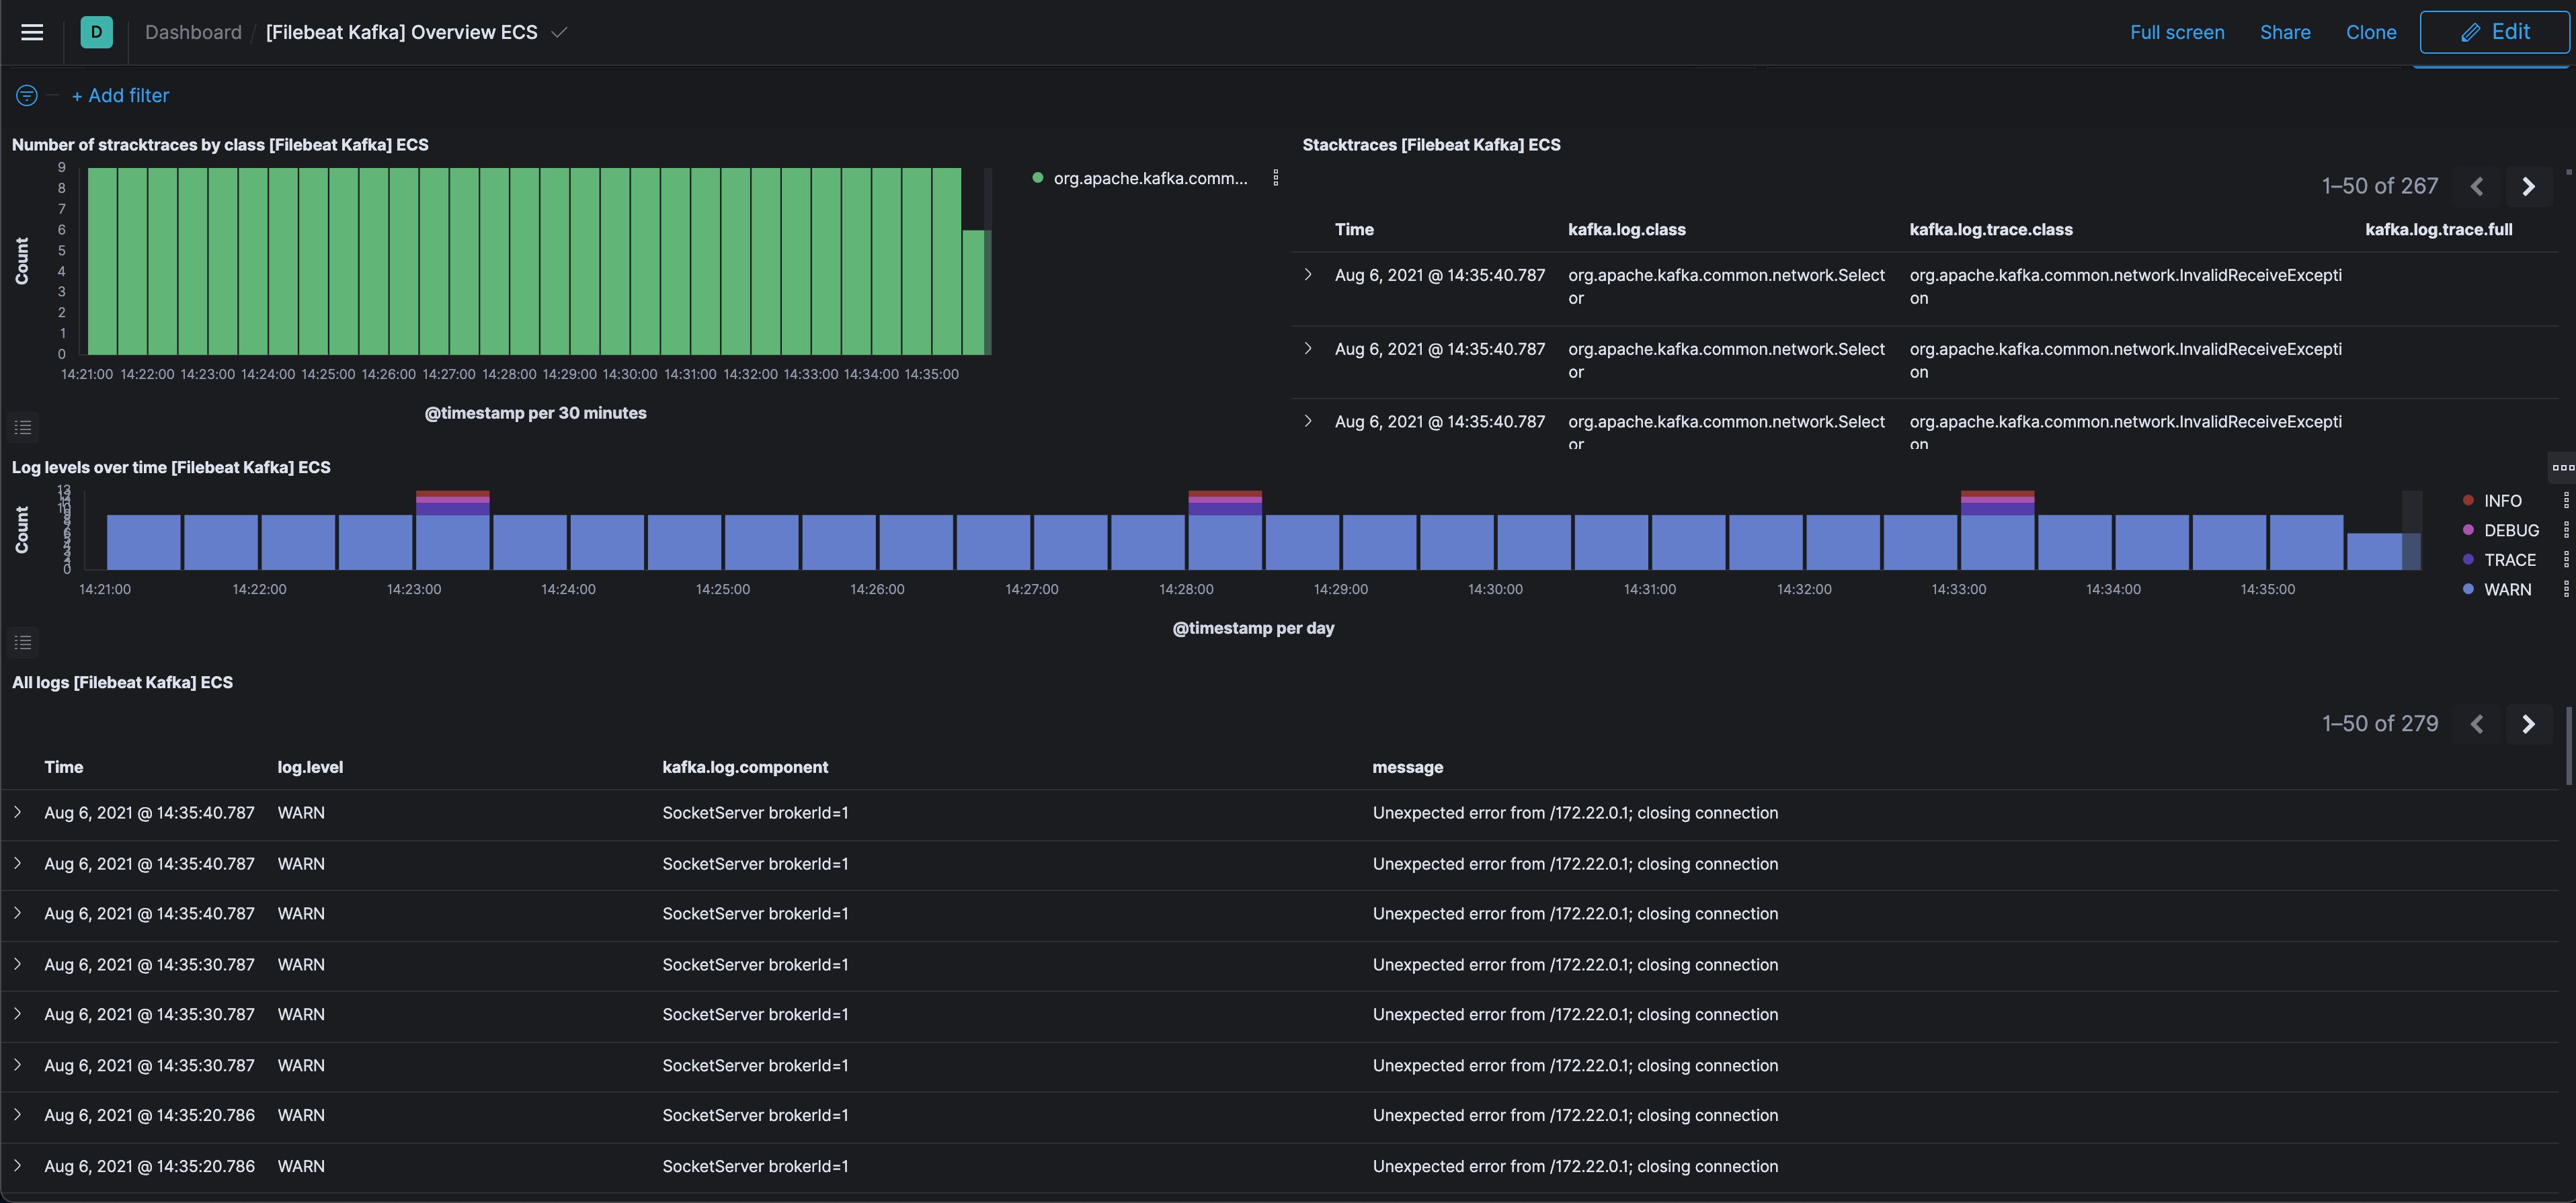 D Dashboard / [Filebeat Kafka] Overview ECS Full screen Share Clone Edit
+ Add filter
Number of stracktraces by class [Filebeat Kafka] ECS
9
8
7
6
5
4
3
2
1
0
Count
14:21:00 14:22:00 14:23:00 14:24:00 14:25:00 14:26:00 14:27:00 14:28:00 14:29:00 14:30:00 14:31:00 14:32:00 14:33:00 14:34:00 14:35:00
@timestamp per 30 minutes
org.apache.kafka.comm...
Stacktraces [Filebeat Kafka] ECS
1–50 of 267
Time kafka.log.class kafka.log.trace.class kafka.log.trace.full
Aug 6, 2021 @ 14:35:40.787 org.apache.kafka.common.network.Select org.apache.kafka.common.network.InvalidReceiveExcepti
or on
Aug 6, 2021 @ 14:35:40.787 org.apache.kafka.common.network.Select org.apache.kafka.common.network.InvalidReceiveExcepti
or on
Aug 6, 2021 @ 14:35:40.787 org.apache.kafka.common.network.Select org.apache.kafka.common.network.InvalidReceiveExcepti
or on
Log levels over time [Filebeat Kafka] ECS
13
10
0
Count
14:21:00 14:22:00 14:23:00 14:24:00 14:25:00 14:26:00 14:27:00 14:28:00 14:29:00 14:30:00 14:31:00 14:32:00 14:33:00 14:34:00 14:35:00
@timestamp per day
INFO
DEBUG
TRACE
WARN
All logs [Filebeat Kafka] ECS
1–50 of 279
Time log.level kafka.log.component message
Aug 6, 2021 @ 14:35:40.787 WARN SocketServer brokerId=1 Unexpected error from /172.22.0.1; closing connection
Aug 6, 2021 @ 14:35:40.787 WARN SocketServer brokerId=1 Unexpected error from /172.22.0.1; closing connection
Aug 6, 2021 @ 14:35:40.787 WARN SocketServer brokerId=1 Unexpected error from /172.22.0.1; closing connection
Aug 6, 2021 @ 14:35:30.787 WARN SocketServer brokerId=1 Unexpected error from /172.22.0.1; closing connection
Aug 6, 2021 @ 14:35:30.787 WARN SocketServer brokerId=1 Unexpected error from /172.22.0.1; closing connection
Aug 6, 2021 @ 14:35:30.787 WARN SocketServer brokerId=1 Unexpected error from /172.22.0.1; closing connection
Aug 6, 2021 @ 14:35:20.786 WARN SocketServer brokerId=1 Unexpected error from /172.22.0.1; closing connection
Aug 6, 2021 @ 14:35:20.786 WARN SocketServer brokerId=1 Unexpected error from /172.22.0.1; closing connection